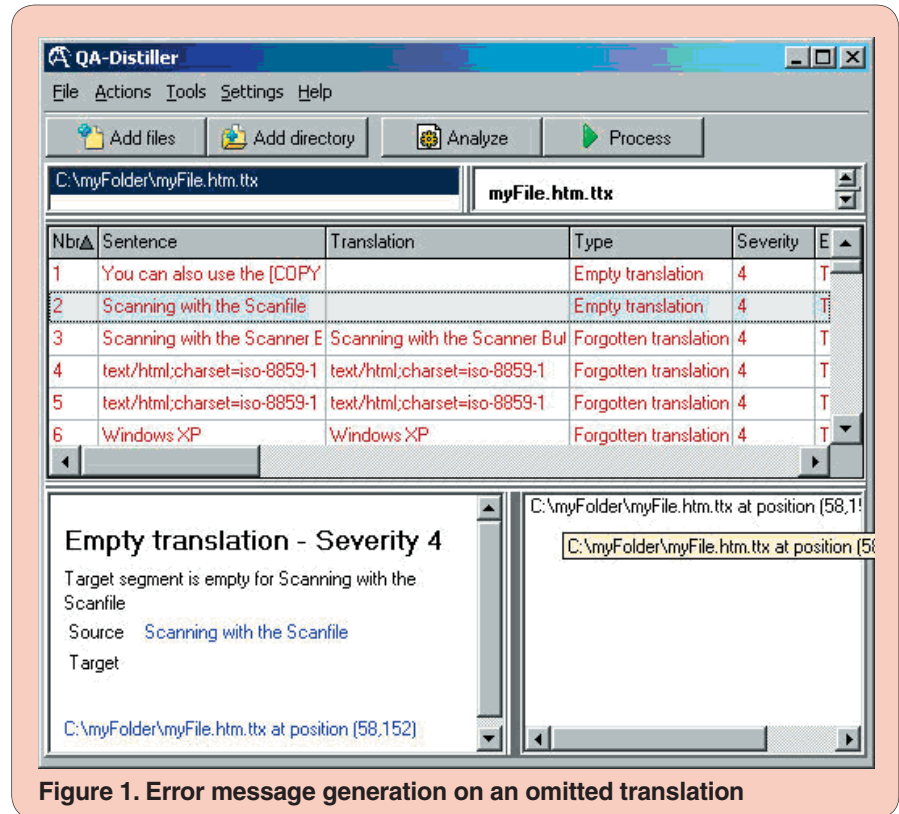 QA-Distiller
File Actions Tools Settings Help
Add files Add directory Analyze Process
C:\myFolder\myFile.htm.ttx
myFile.htm.ttx
Nbr Sentence Translation Type Severity E
1 You can also use the [COPY Empty translation 4 T
2 Scanning with the Scanfile Empty translation 4 T
3 Scanning with the Scanner B Scanning with the Scanner But Forgotten translation 4 T
4 text/html;charset=iso-8859-1 text/html;charset=iso-8859-1 Forgotten translation 4 T
5 text/html;charset=iso-8859-1 text/html;charset=iso-8859-1 Forgotten translation 4 T
6 Windows XP Windows XP Forgotten translation 4 T
Empty translation - Severity 4
Target segment is empty for Scanning with the
Scanfile
Source Scanning with the Scanfile
Target
C:\myFolder\myFile.htm.ttx at position (58,152)
C:\myFolder\myFile.htm.ttx at position (58,15
C:\myFolder\myFile.htm.ttx at position (58
Figure 1. Error message generation on an omitted translation